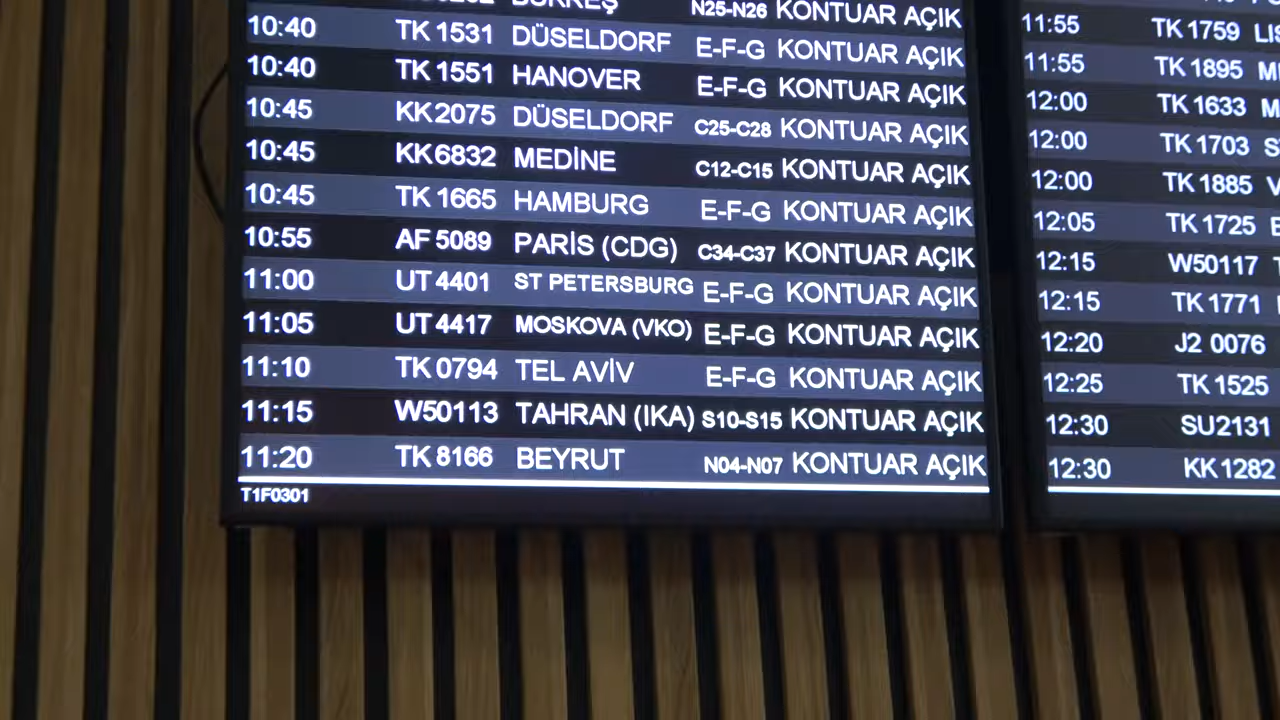 N25-N26 KONTUAR AÇIK
10:40 TK 1531 DÜSELDORF E-F-G KONTUAR AÇIK
10:40 TK 1551 HANOVER E-F-G KONTUAR AÇIK
10:45 KK2075 DÜSELDORF C25-C28 KONTUAR AÇIK
10:45 KK6832 MEDİNE C12-C15 KONTUAR AÇIK
10:45 TK 1665 HAMBURG E-F-G KONTUAR AÇIK
10:55 AF 5089 PARİS (CDG) C34-C37 KONTUAR AÇIK
11:00 UT 4401 ST PETERSBURG E-F-G KONTUAR AÇIK
11:05 UT 4417 MOSKOVA (VKO) E-F-G KONTUAR AÇIK
11:10 TK 0794 TEL AVİV E-F-G KONTUAR AÇIK
11:15 W50113 TAHRAN (IKA) S10-S15 KONTUAR AÇIK
11:20 TK 8166 BEYRUT N04-N07 KONTUAR AÇIK
T1F0301
11:55 TK 1759
11:55 TK 1895
12:00 TK 1633
12:00 TK 1703
12:00 TK 1885
12:05 TK 1725
12:15 W50117
12:15 TK 1771
12:20 J2 0076
12:25 TK 1525
12:30 SU2131
12:30 KK 1282